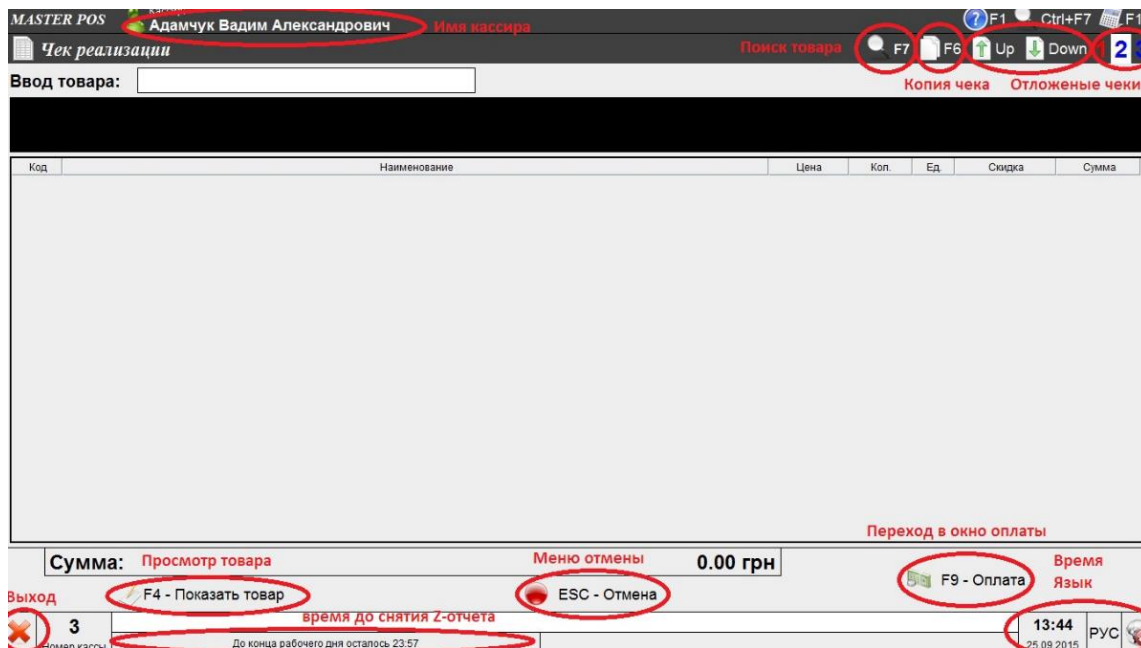 MASTER POS
Адамчук Вадим Александрович
Имя кассира
F1
Ctrl+F7
Чек реализации
Поиск товара
F7
F6
Up
Down
1 2 3
Ввод товара:
Копия чека
Отложеные чеки
Код
Наименование
Цена
Кол.
Ед.
Скидка
Сумма
Переход в окно оплаты
Сумма:
Просмотр товара
Меню отмены
0.00 грн
Время
Язык
Выход
F4 - Показать товар
ESC - Отмена
F9 - Оплата
время до снятия Z-отчета
3
Номер кассы
До конца рабочего дня осталось 23:57
13:44
25.09.2015
РУС